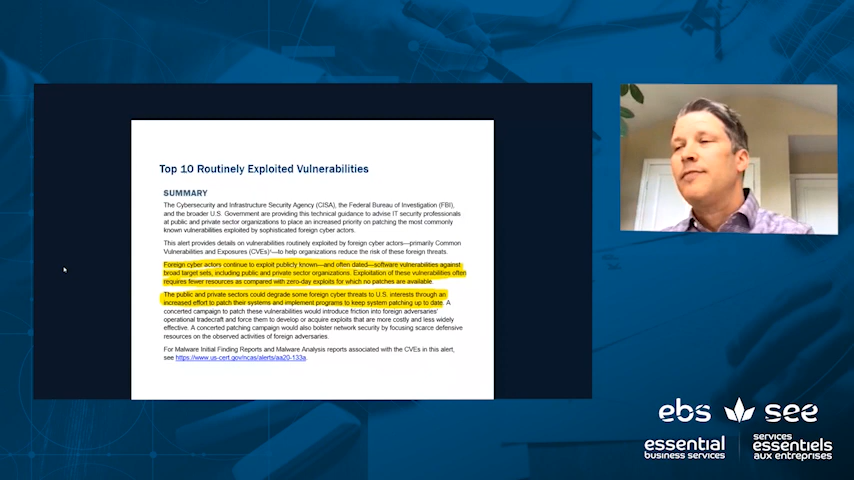 Top 10 Routinely Exploited Vulnerabilities
SUMMARY
The Cybersecurity and Infrastructure Security Agency (CISA), the Federal Bureau of Investigation (FBI),
and the broader U.S. Government are providing this technical guidance to advise IT security professionals
at public and private sector organizations to place an increased priority on patching the most commonly
known vulnerabilities exploited by sophisticated foreign cyber actors.
This alert provides details on vulnerabilities routinely exploited by foreign cyber actors—primarily Common
Vulnerabilities and Exposures (CVEs)¹—to help organizations reduce the risk of these foreign threats.
Foreign cyber actors continue to exploit publicly known—and often dated—software vulnerabilities against
broad target sets, including public and private sector organizations. Exploitation of these vulnerabilities often
requires fewer resources as compared with zero-day exploits for which no patches are available.
The public and private sectors could degrade some foreign cyber threats to U.S. interests through an
increased effort to patch their systems and implement programs to keep system patching up to date. A
concerted campaign to patch these vulnerabilities would introduce friction into foreign adversaries'
operational tradecraft and force them to develop or acquire exploits that are more costly and less widely
effective. A concerted patching campaign would also bolster network security by focusing scarce defensive
resources on the observed activities of foreign adversaries.
For Malware Initial Finding Reports and Malware Analysis reports associated with the CVEs in this alert,
see https://www.us-cert.gov/ncas/alerts/aa20-133a.
ebs see
essential
business services
services
essentiels
aux entreprises